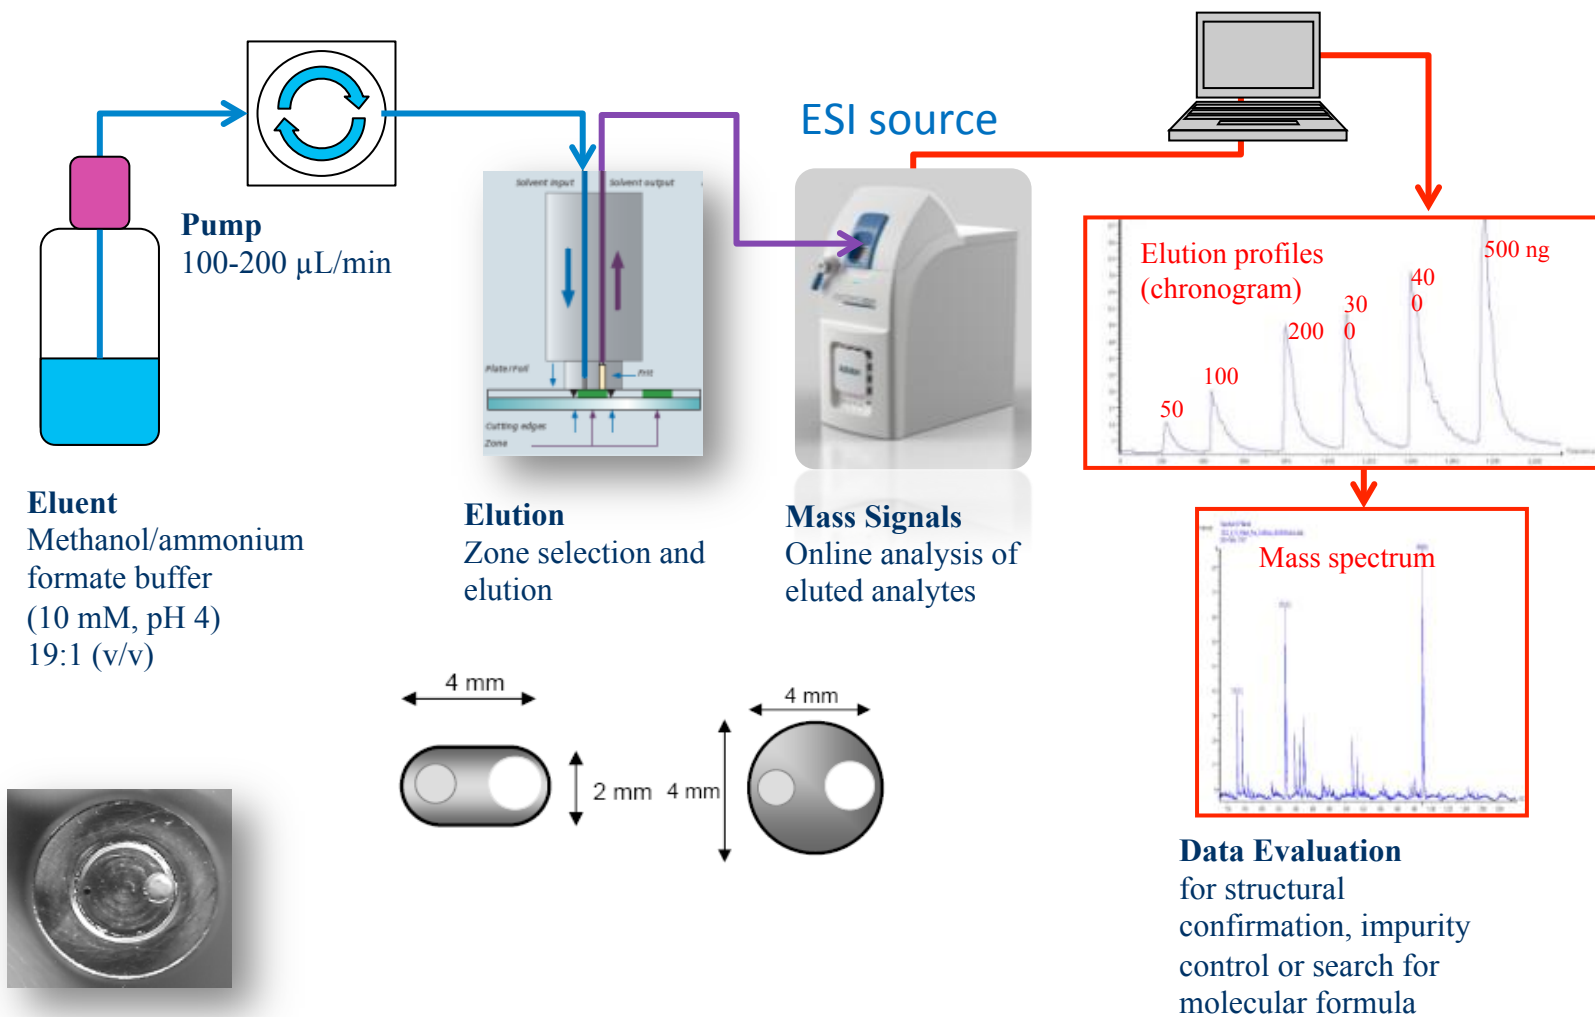 ESI source
Pump
100-200 µL/min
Solvent input
Solvent output
Plate/Foil
Frit
Cutting edges
Zone
Elution profiles
(chronogram)
50
100
200
30
0
40
0
500 ng
Eluent
Methanol/ammonium
formate buffer
(10 mM, pH 4)
19:1 (v/v)
Elution
Zone selection and
elution
Mass Signals
Online analysis of
eluted analytes
Mass spectrum
4 mm
2 mm
4 mm
4 mm
Data Evaluation
for structural
confirmation, impurity
control or search for
molecular formula